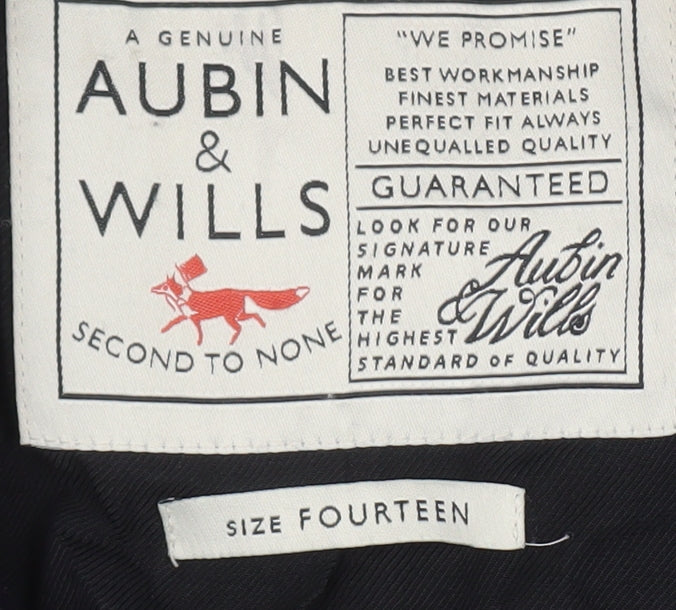 A GENUINE
AUBIN
&
WILLS
SECOND TO NONE
"WE PROMISE"
BEST WORKMANSHIP
FINEST MATERIALS
PERFECT FIT ALWAYS
UNEQUALLED QUALITY
GUARANTEED
LOOK FOR OUR
SIGNATURE
MARK
FOR
THE
HIGHEST
STANDARD OF QUALITY
Aubin
& Wills
SIZE FOURTEEN